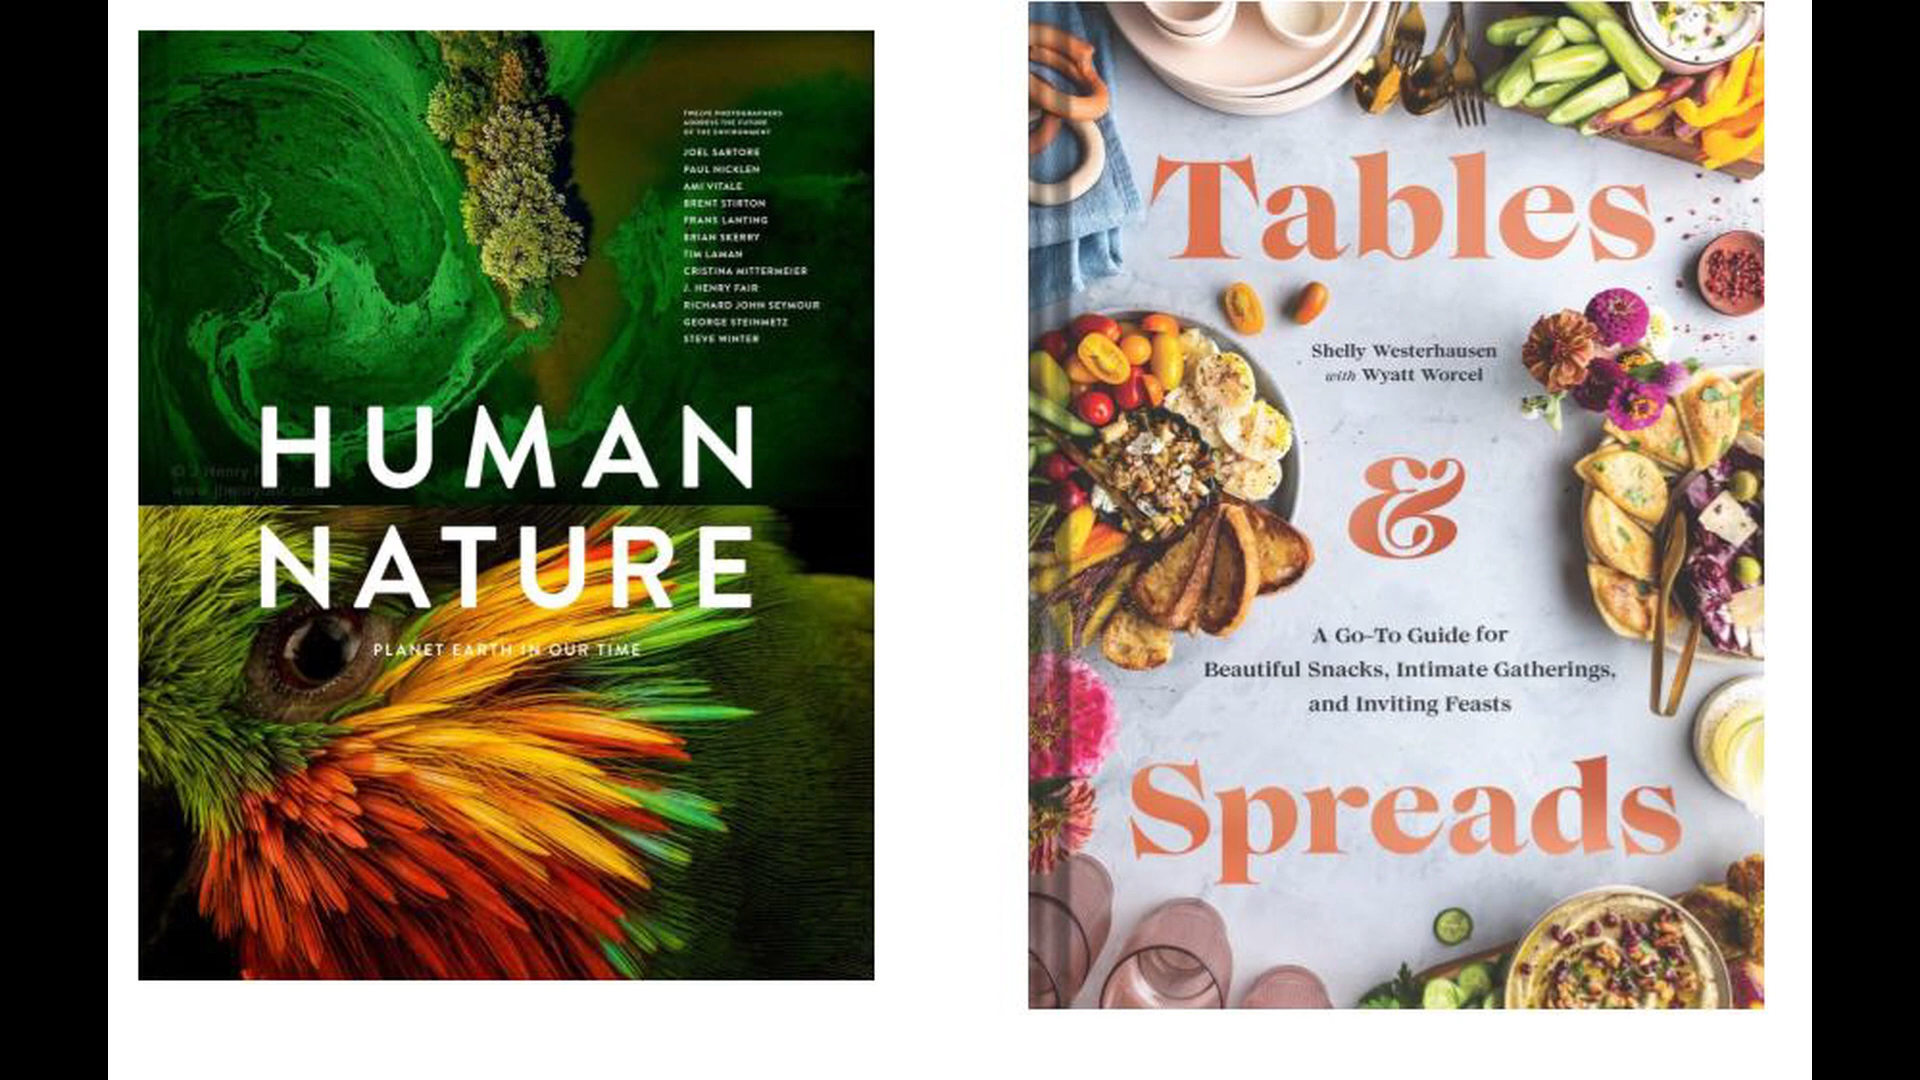 TWELVE PHOTOGRAPHERS
ADDRESS THE FUTURE
OF THE ENVIRONMENT
JOEL SARTORE
PAUL NICKLEN
AMI VITALE
BRENT STIRTON
FRANS LANTING
BRIAN SKERRY
TIM LAMAN
CRISTINA MITTERMEIER
J. HENRY FAIR
RICHARD JOHN SEYMOUR
GEORGE STEINMETZ
STEVE WINTER
HUMAN
© J Henry
NATURE
PLANET EARTH IN OUR TIME
Tables
Shelly Westerhausen
with Wyatt Worcel
&
A Go-To Guide for
Beautiful Snacks, Intimate Gatherings,
and Inviting Feasts
Spreads